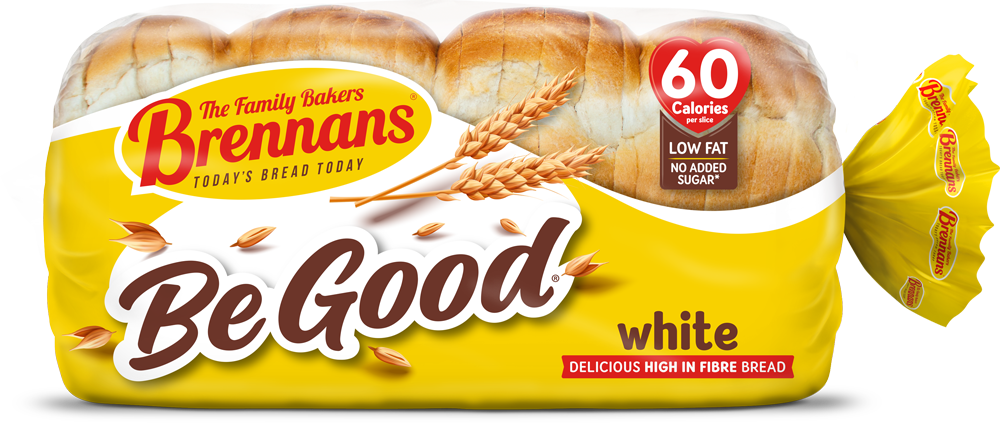 The Family Bakers
Brennans®
TODAY'S BREAD TODAY
60
Calories
per slice
LOW FAT
NO ADDED
SUGAR*
Be Good®
white
DELICIOUS HIGH IN FIBRE BREAD
Brennans
Brennans
Brennans
Brennans